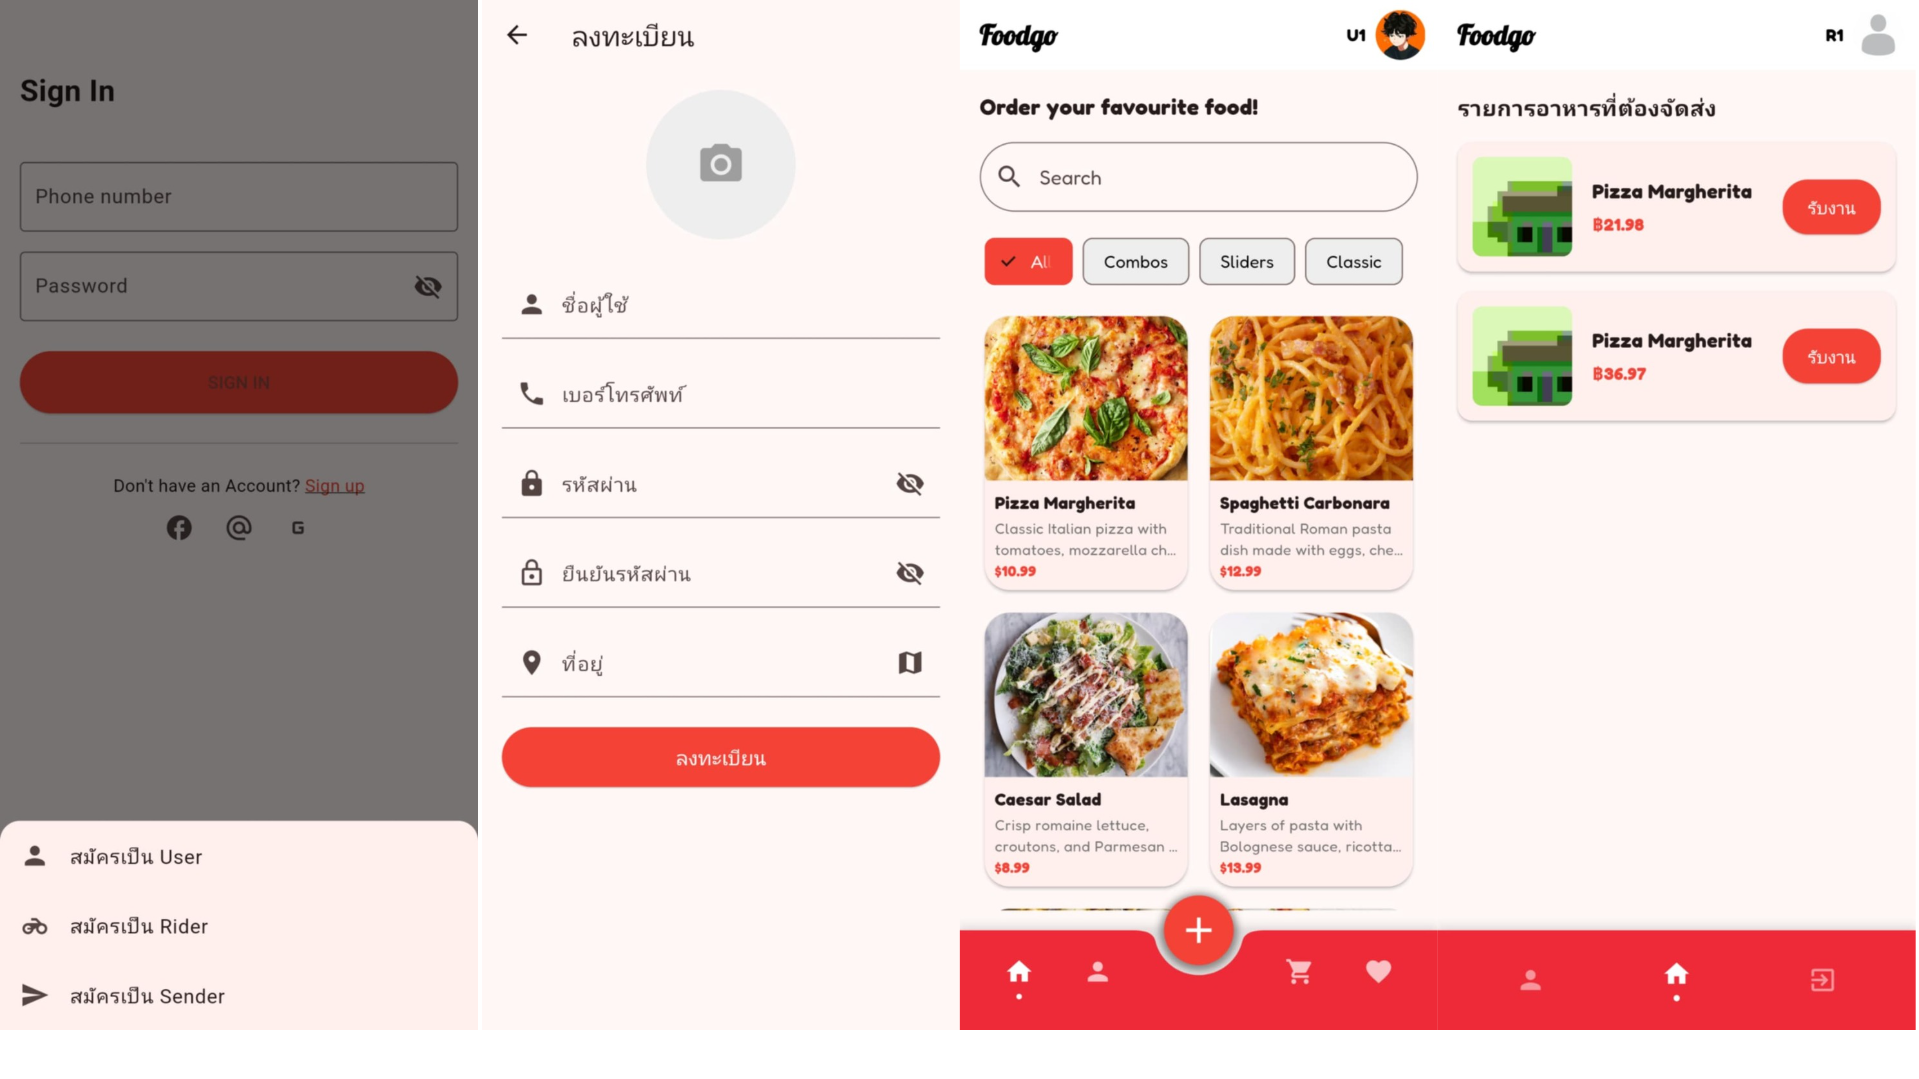 Sign In
Phone number
Password
SIGN IN
Don't have an Account? Sign up
G
สมัครเป็น User
สมัครเป็น Rider
สมัครเป็น Sender
ลงทะเบียน
ชื่อผู้ใช้
เบอร์โทรศัพท์
รหัสผ่าน
ยืนยันรหัสผ่าน
ที่อยู่
ลงทะเบียน
Foodgo
U1
Order your favourite food!
Search
All
Combos
Sliders
Classic
Pizza Margherita
Classic Italian pizza with
tomatoes, mozzarella ch...
$10.99
Spaghetti Carbonara
Traditional Roman pasta
dish made with eggs, che...
$12.99
Caesar Salad
Crisp romaine lettuce,
croutons, and Parmesan ...
$8.99
Lasagna
Layers of pasta with
Bolognese sauce, ricotta...
$13.99
Foodgo
R1
รายการอาหารที่ต้องจัดส่ง
Pizza Margherita
฿21.98
รับงาน
Pizza Margherita
฿36.97
รับงาน